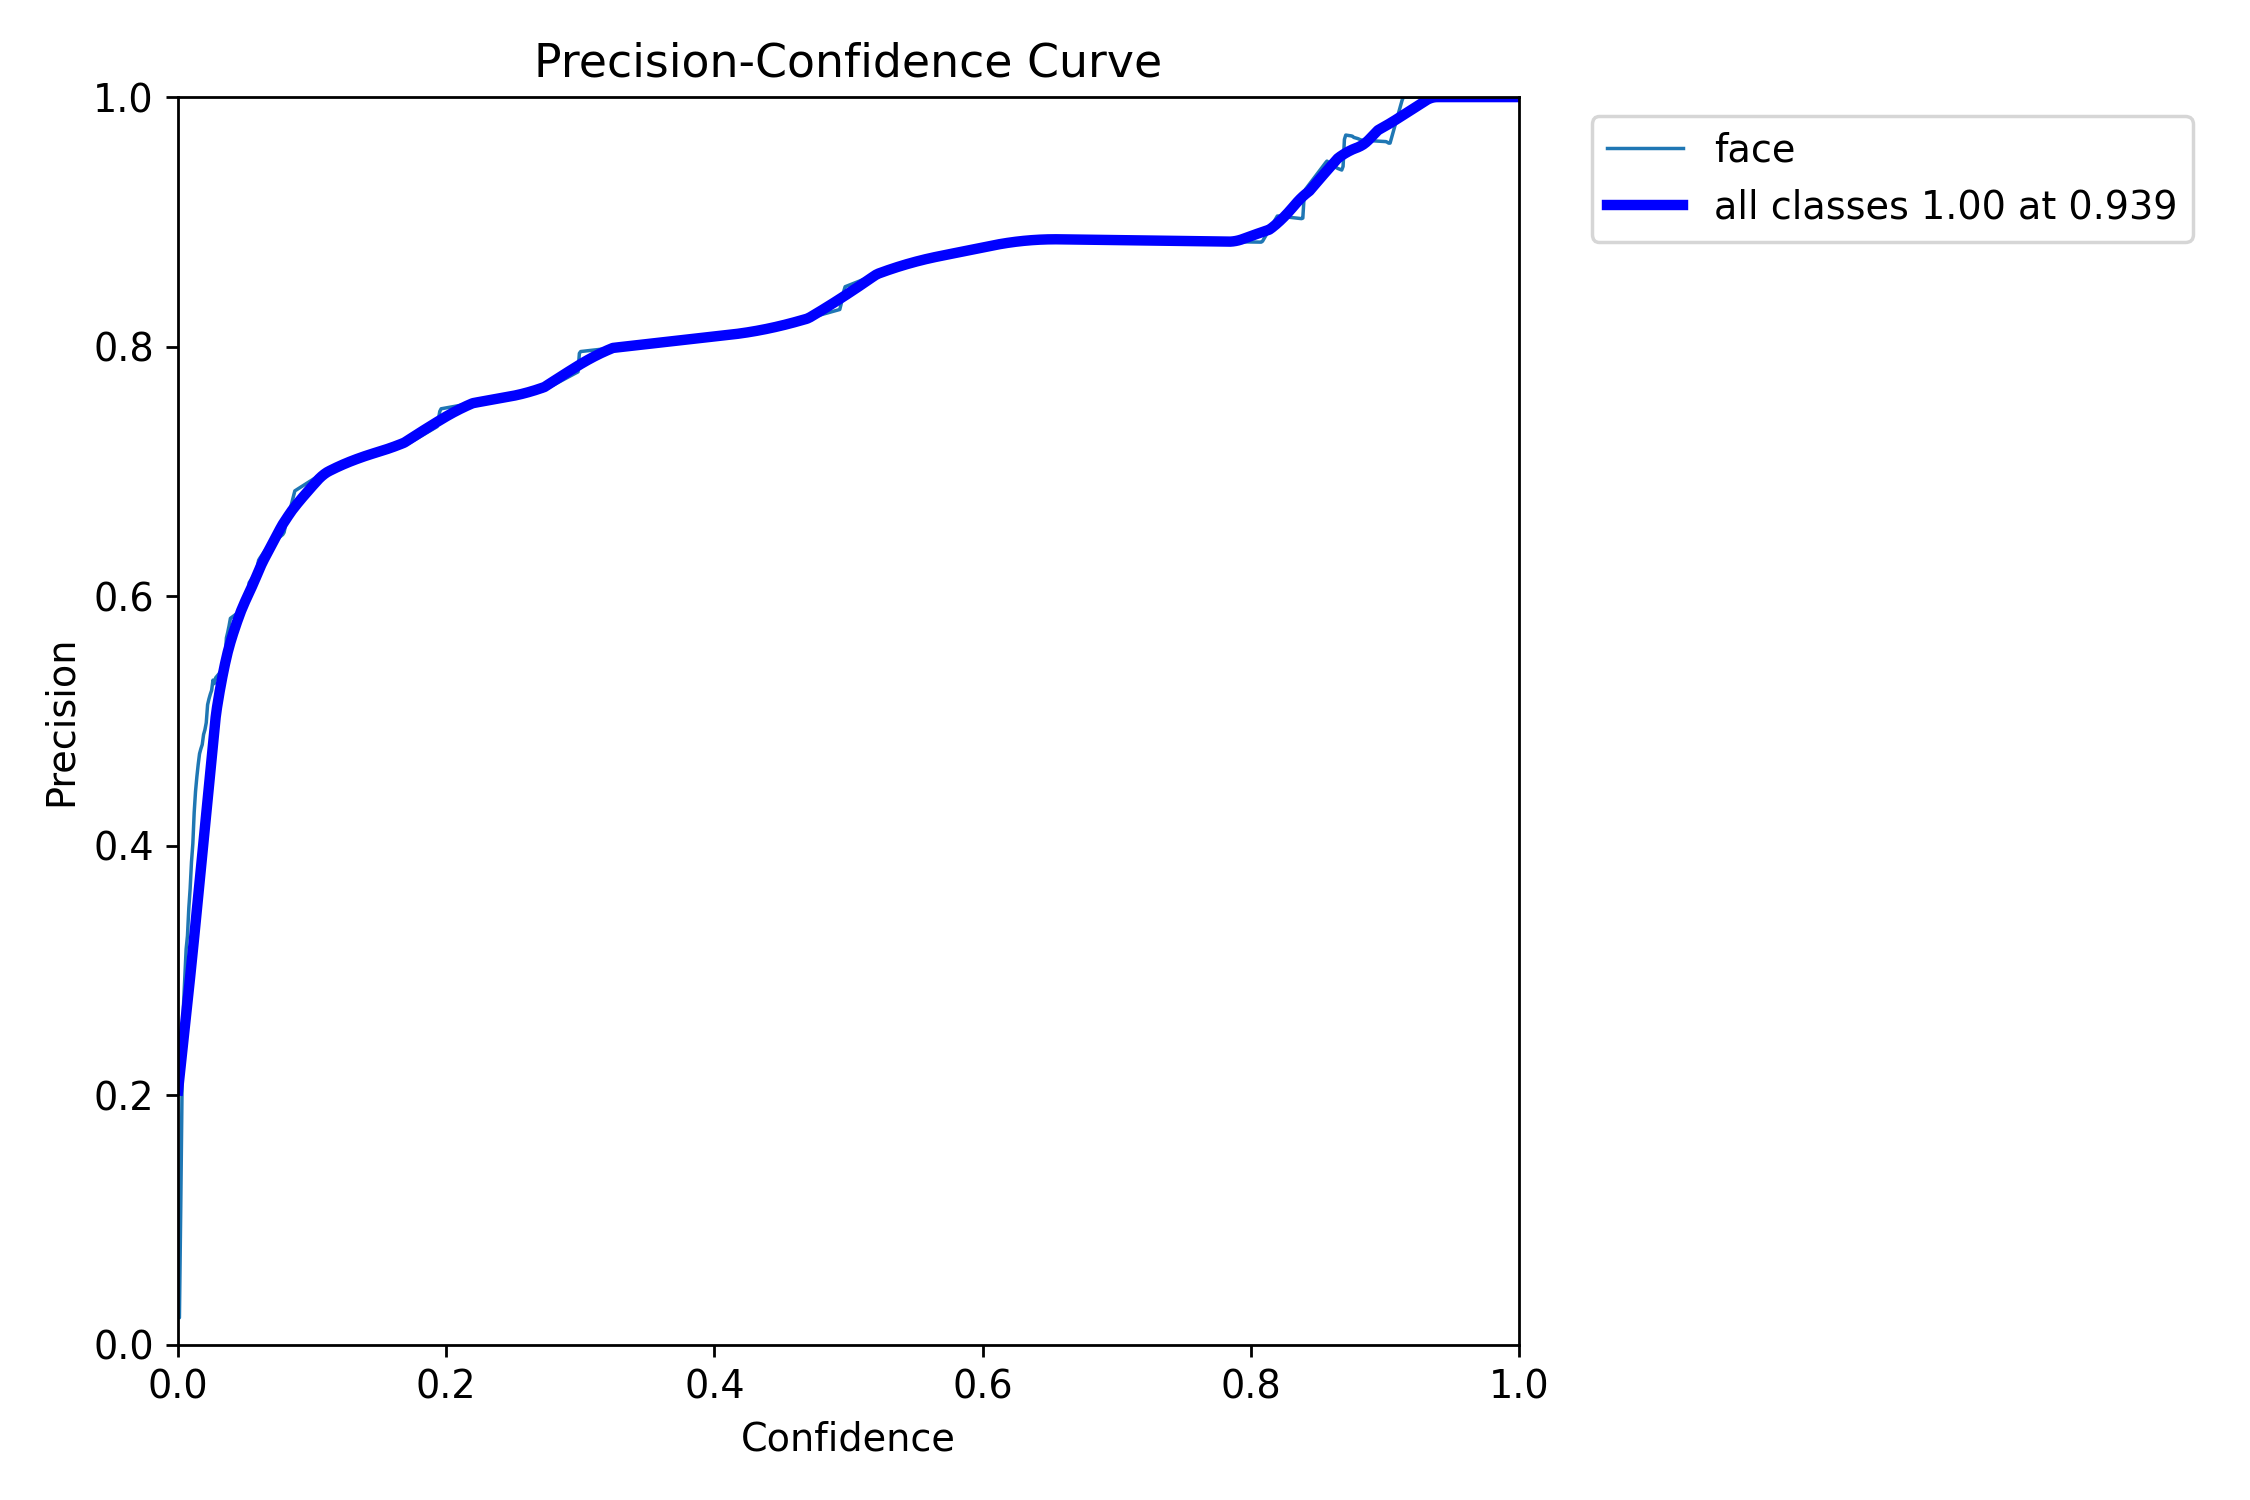 Precision-Confidence Curve
1.0
0.8
0.6
0.4
0.2
0.0
Precision
0.0 0.2 0.4 0.6 0.8 1.0
Confidence
face
all classes 1.00 at 0.939